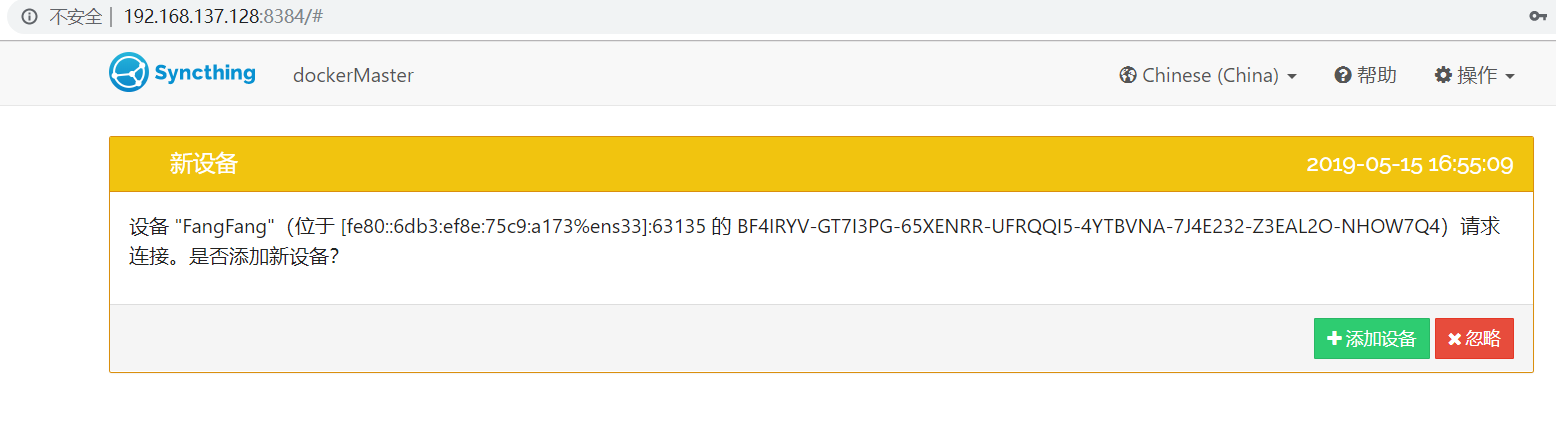 不安全 | 192.168.137.128:8384/#
Syncthing dockerMaster Chinese (China) 帮助 操作
新设备 2019-05-15 16:55:09
设备 "FangFang"（位于 [fe80::6db3:ef8e:75c9:a173%ens33]:63135 的 BF4IRYV-GT7I3PG-65XENRR-UFRQQI5-4YTBVNA-7J4E232-Z3EAL2O-NHOW7Q4）请求
连接。是否添加新设备？
添加设备 忽略